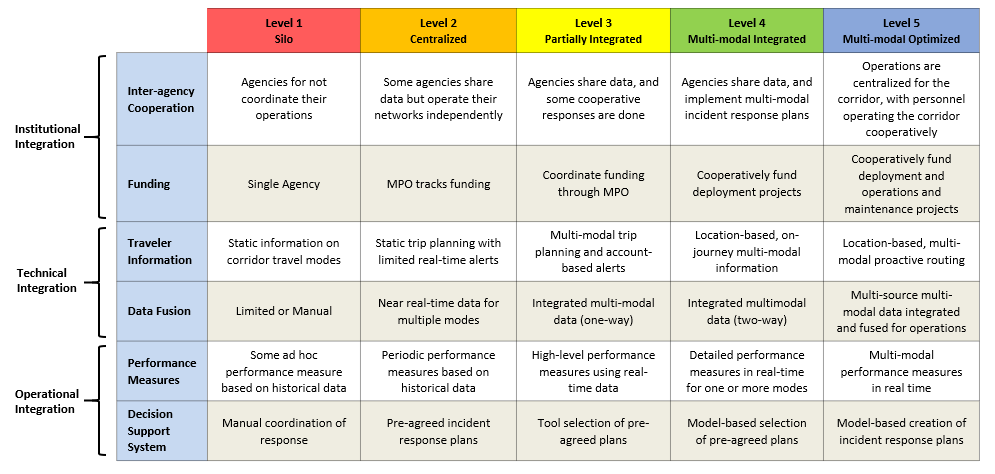 Level 1
Silo
Level 2
Centralized
Level 3
Partially Integrated
Level 4
Multi-modal Integrated
Level 5
Multi-modal Optimized
Institutional
Integration
Inter-agency
Cooperation
Agencies for not
coordinate their
operations
Some agencies share
data but operate their
networks independently
Agencies share data, and
some cooperative
responses are done
Agencies share data, and
implement multi-modal
incident response plans
Operations are
centralized for the
corridor, with personnel
operating the corridor
cooperatively
Funding
Single Agency
MPO tracks funding
Coordinate funding
through MPO
Cooperatively fund
deployment projects
Cooperatively fund
deployment and
operations and
maintenance projects
Technical
Integration
Traveler
Information
Static information on
corridor travel modes
Static trip planning with
limited real-time alerts
Multi-modal trip
planning and account-
based alerts
Location-based, on-
journey multi-modal
information
Location-based, multi-
modal proactive routing
Data Fusion
Limited or Manual
Near real-time data for
multiple modes
Integrated multi-modal
data (one-way)
Integrated multimodal
data (two-way)
Multi-source multi-
modal data integrated
and fused for operations
Operational
Integration
Performance
Measures
Some ad hoc
performance measure
based on historical data
Periodic performance
measures based on
historical data
High-level performance
measures using real-
time data
Detailed performance
measures in real-time
for one or more modes
Multi-modal
performance measures
in real time
Decision
Support
System
Manual coordination of
response
Pre-agreed incident
response plans
Tool selection of pre-
agreed plans
Model-based selection
of pre-agreed plans
Model-based creation of
incident response plans